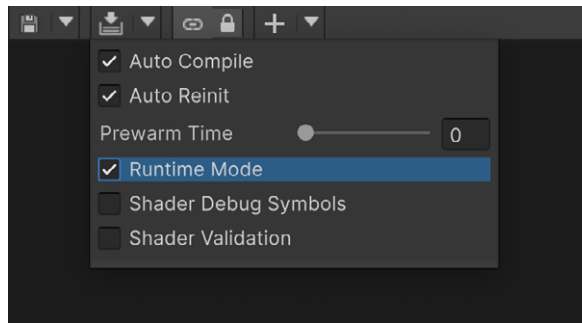 Auto Compile
Auto Reinit
Prewarm Time 0
Runtime Mode
Shader Debug Symbols
Shader Validation